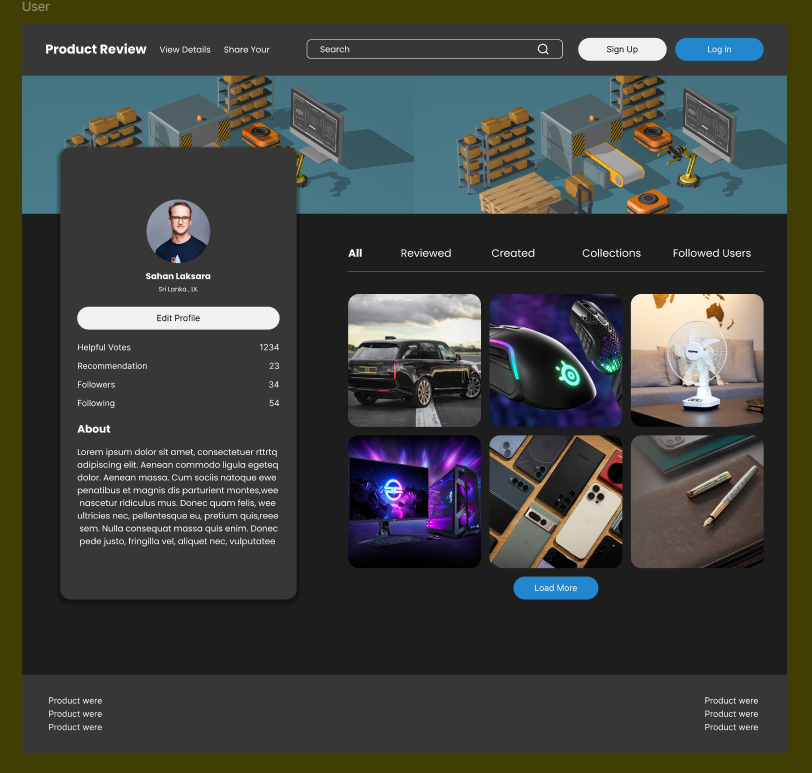 User
Product Review
View Details
Share Your
Search
Sign Up
Log in
Sahan Laksara
Sri Lanka , LK
Edit Profile
Helpful Votes 1234
Recommendation 23
Followers 34
Following 54
About
Lorem ipsum dolor sit amet, consectetuer rttrtq
adipiscing elit. Aenean commodo ligula egeteq
dolor. Aenean massa. Cum sociis natoque ewe
penatibus et magnis dis parturient montes,wee
nascetur ridiculus mus. Donec quam felis, wee
ultricies nec, pellentesque eu, pretium quis,reee
sem. Nulla consequat massa quis enim. Donec
pede justo, fringilla vel, aliquet nec, vulputatee
All
Reviewed
Created
Collections
Followed Users
Load More
Product were
Product were
Product were
Product were
Product were
Product were